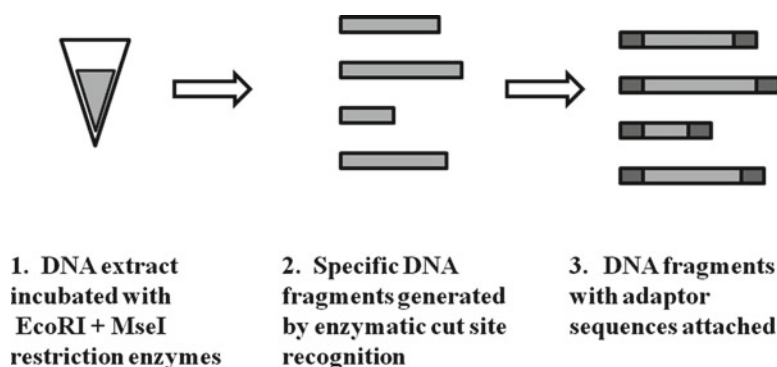 1. DNA extract
incubated with
EcoRI + MseI
restriction enzymes
2. Specific DNA
fragments generated
by enzymatic cut site
recognition
3. DNA fragments
with adaptor
sequences attached